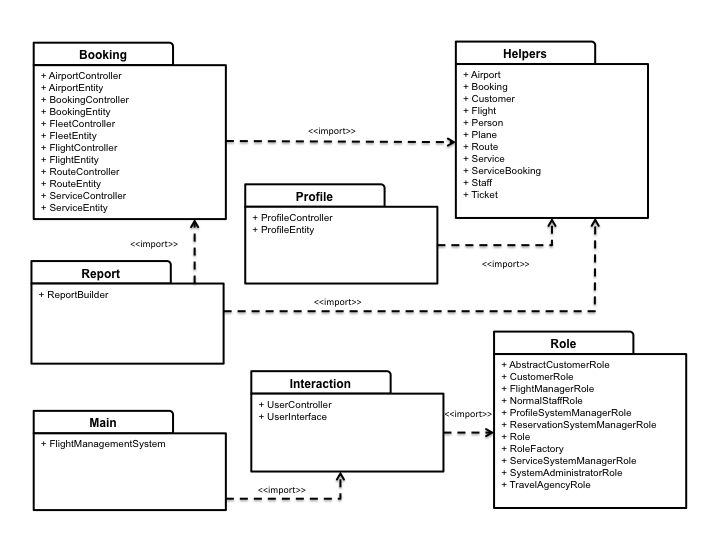 Booking
+ AirportController
+ AirportEntity
+ BookingController
+ BookingEntity
+ FleetController
+ FleetEntity
+ FlightController
+ FlightEntity
+ RouteController
+ RouteEntity
+ ServiceController
+ ServiceEntity
<<import>>
Helpers
+ Airport
+ Booking
+ Customer
+ Flight
+ Person
+ Plane
+ Route
+ Service
+ ServiceBooking
+ Staff
+ Ticket
Profile
+ ProfileController
+ ProfileEntity
<<import>>
<<import>>
Report
+ ReportBuilder
<<import>>
Role
+ AbstractCustomerRole
+ CustomerRole
+ FlightManagerRole
+ NormalStaffRole
+ ProfileSystemManagerRole
+ ReservationSystemManagerRole
+ Role
+ RoleFactory
+ ServiceSystemManagerRole
+ SystemAdministratorRole
+ TravelAgencyRole
Interaction
+ UserController
+ UserInterface
<<import>>
Main
+ FlightManagementSystem
<<import>>